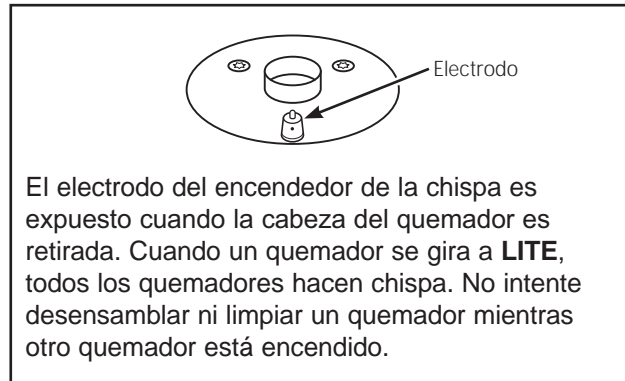 Electrodo
El electrodo del encendedor de la chispa es
expuesto cuando la cabeza del quemador es
retirada. Cuando un quemador se gira a LITE,
todos los quemadores hacen chispa. No intente
desensamblar ni limpiar un quemador mientras
otro quemador está encendido.